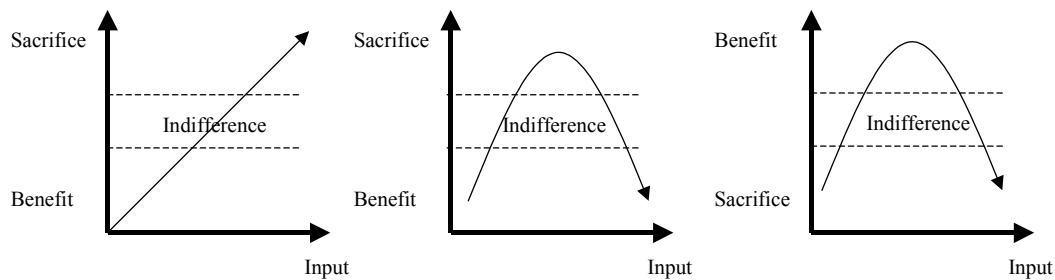 Sacrifice
Indifference
Benefit
Input
Sacrifice
Indifference
Benefit
Input
Benefit
Indifference
Sacrifice
Input